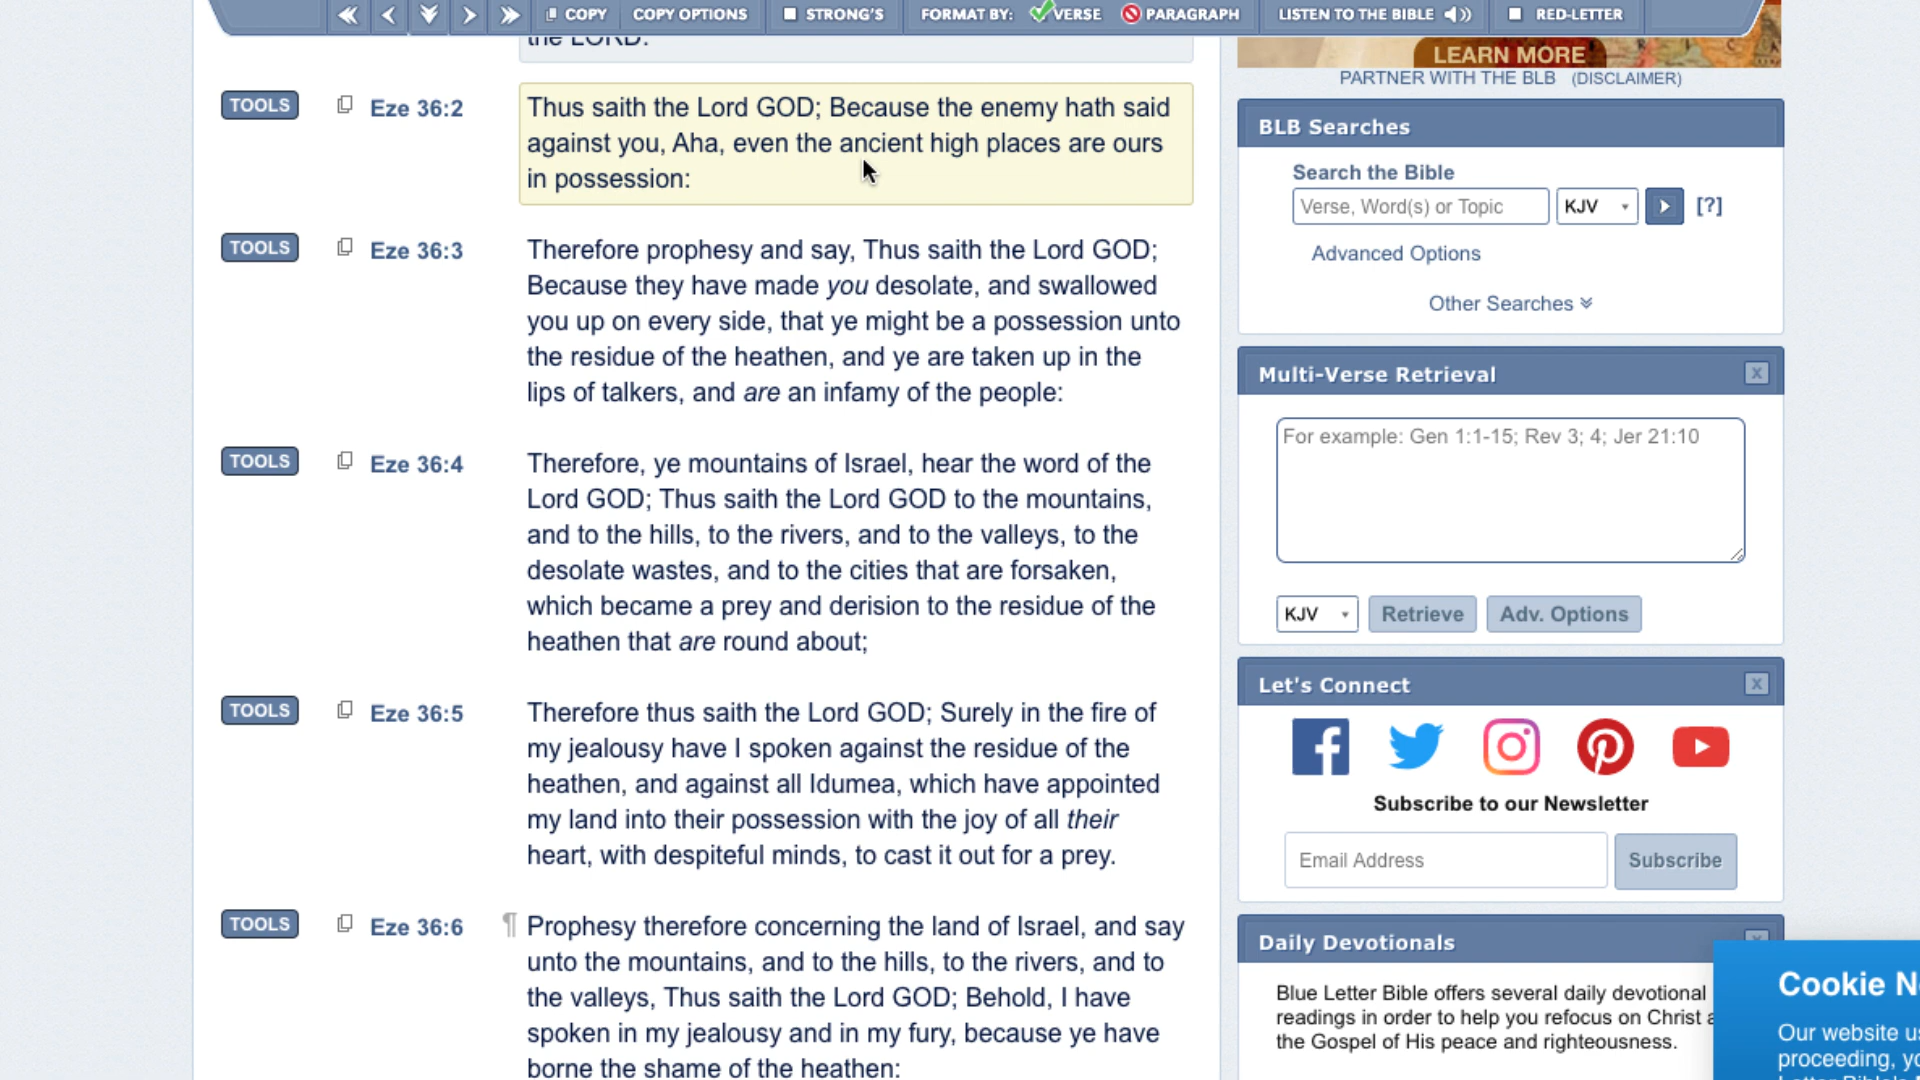 COPY COPY OPTIONS STRONG'S FORMAT BY: VERSE PARAGRAPH LISTEN TO THE BIBLE RED-LETTER
the LORD.
TOOLS Eze 36:2 Thus saith the Lord GOD; Because the enemy hath said
against you, Aha, even the ancient high places are ours
in possession:
TOOLS Eze 36:3 Therefore prophesy and say, Thus saith the Lord GOD;
Because they have made you desolate, and swallowed
you up on every side, that ye might be a possession unto
the residue of the heathen, and ye are taken up in the
lips of talkers, and are an infamy of the people:
TOOLS Eze 36:4 Therefore, ye mountains of Israel, hear the word of the
Lord GOD; Thus saith the Lord GOD to the mountains,
and to the hills, to the rivers, and to the valleys, to the
desolate wastes, and to the cities that are forsaken,
which became a prey and derision to the residue of the
heathen that are round about;
TOOLS Eze 36:5 Therefore thus saith the Lord GOD; Surely in the fire of
my jealousy have I spoken against the residue of the
heathen, and against all Idumea, which have appointed
my land into their possession with the joy of all their
heart, with despiteful minds, to cast it out for a prey.
TOOLS Eze 36:6 ¶ Prophesy therefore concerning the land of Israel, and say
unto the mountains, and to the hills, to the rivers, and to
the valleys, Thus saith the Lord GOD; Behold, I have
spoken in my jealousy and in my fury, because ye have
borne the shame of the heathen:
LEARN MORE
PARTNER WITH THE BLB (DISCLAIMER)
BLB Searches
Search the Bible
Verse, Word(s) or Topic KJV [?]
Advanced Options
Other Searches
Multi-Verse Retrieval X
For example: Gen 1:1-15; Rev 3; 4; Jer 21:10
KJV Retrieve Adv. Options
Let's Connect X
Subscribe to our Newsletter
Email Address Subscribe
Daily Devotionals
Blue Letter Bible offers several daily devotional
readings in order to help you refocus on Christ
the Gospel of His peace and righteousness.
Cookie
Our website
proceeding,